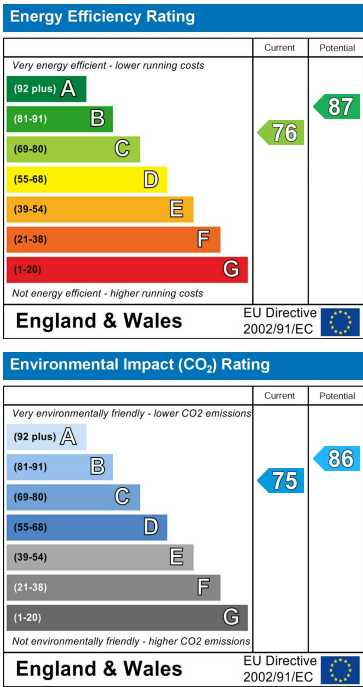 Energy Efficiency Rating
Current Potential
Very energy efficient - lower running costs
(92 plus) A
(81-91) B
(69-80) C
(55-68) D
(39-54) E
(21-38) F
(1-20) G
76
87
Not energy efficient - higher running costs
England & Wales
EU Directive
2002/91/EC
Environmental Impact (CO₂) Rating
Current Potential
Very environmentally friendly - lower CO2 emissions
(92 plus) A
(81-91) B
(69-80) C
(55-68) D
(39-54) E
(21-38) F
(1-20) G
75
86
Not environmentally friendly - higher CO2 emissions
England & Wales
EU Directive
2002/91/EC